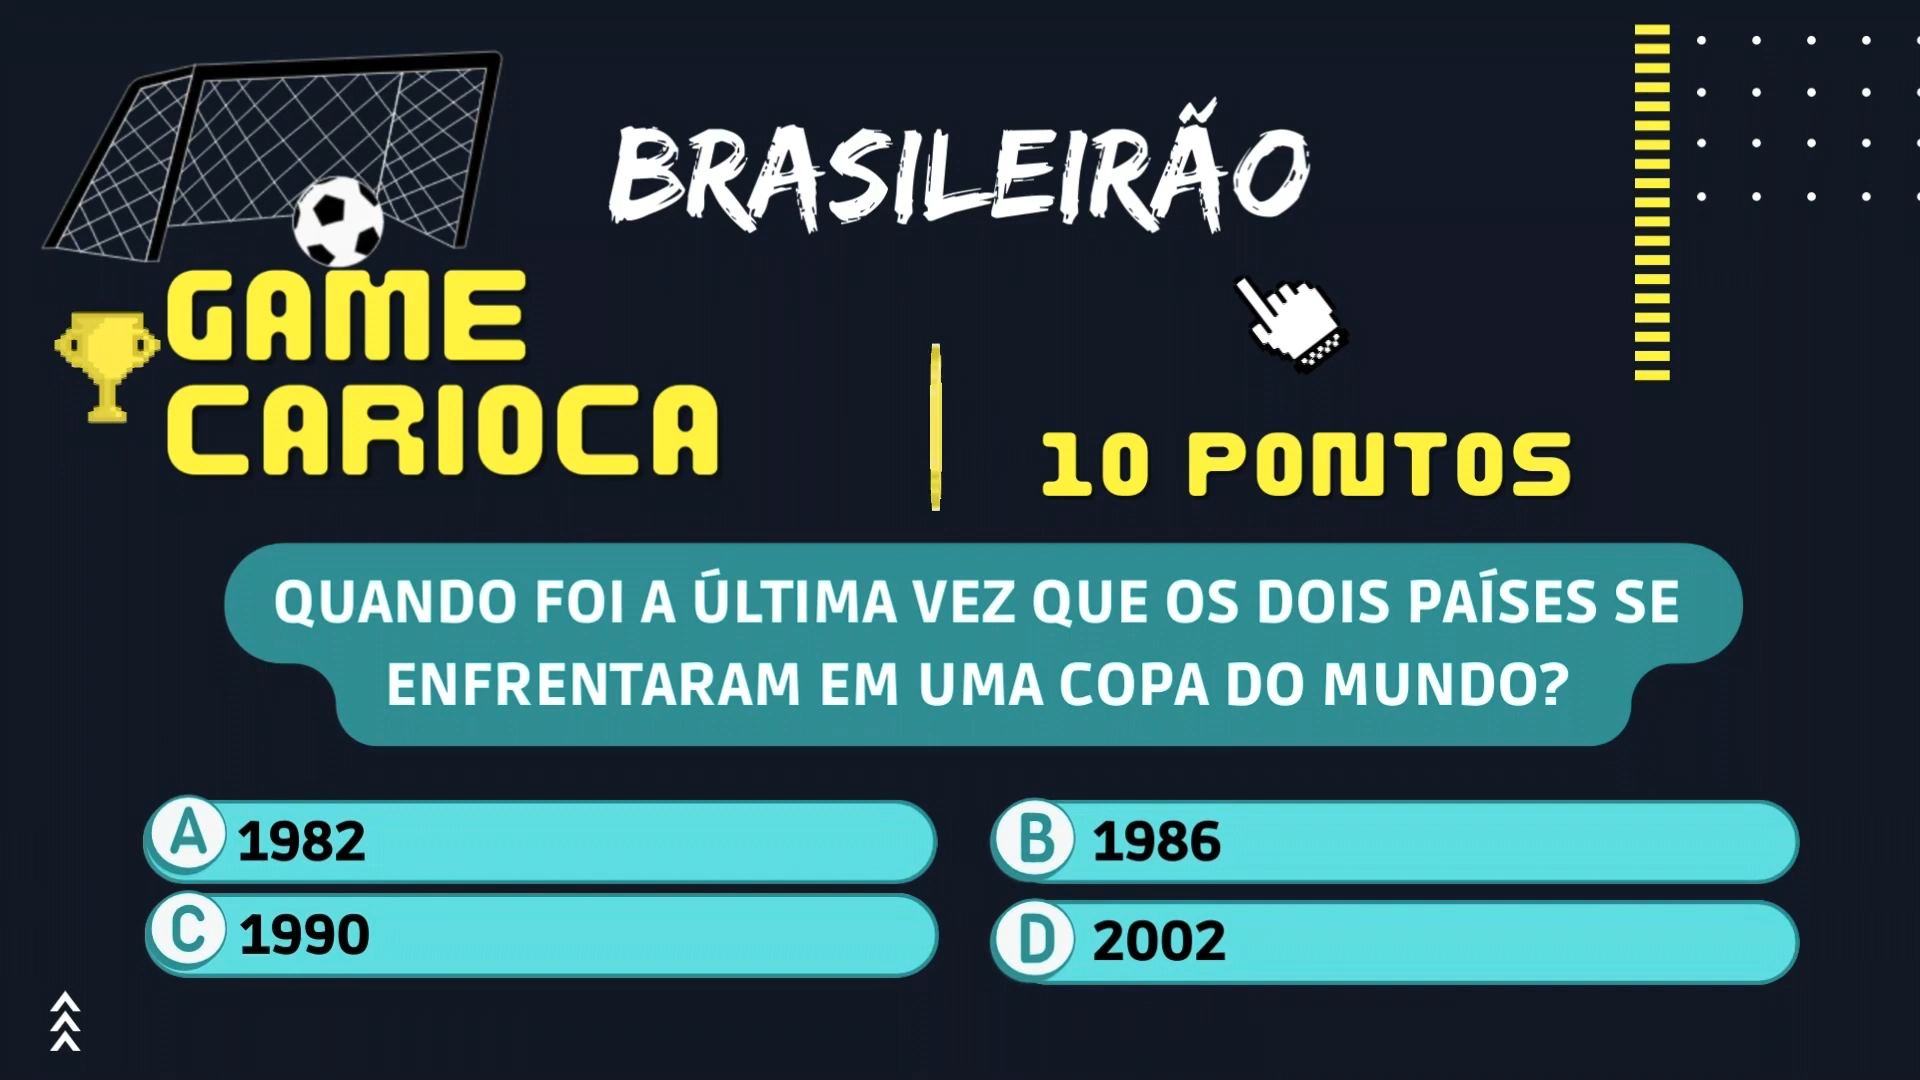 BRASILEIRÃO
GAME
CARIOCA
10 PONTOS
QUANDO FOI A ÚLTIMA VEZ QUE OS DOIS PAÍSES SE
ENFRENTARAM EM UMA COPA DO MUNDO?
A 1982
B 1986
C 1990
D 2002